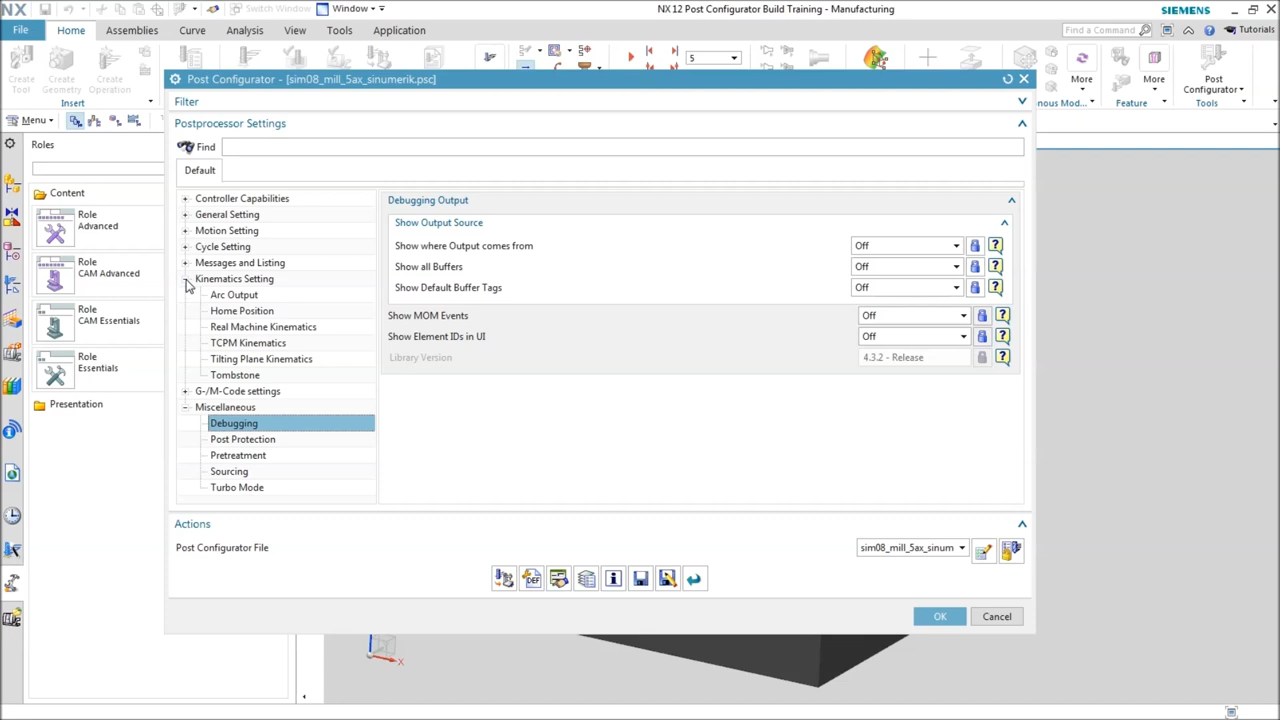 NX
Switch Window
Window
NX 12 Post Configurator Build Training - Manufacturing
SIEMENS
File
Home
Assemblies
Curve
Analysis
View
Tools
Application
Find a Command
Tutorials
Create Tool
Create Geometry
Create Operation
5
More
More
Post Configurator
Insert
Feature
Tools
Menu
Post Configurator - [sim08_mill_5ax_sinumerik.psc]
Filter
Postprocessor Settings
Find
Default
Roles
Content
Role
Advanced
Role
CAM Advanced
Role
CAM Essentials
Role
Essentials
Presentation
Controller Capabilities
General Setting
Motion Setting
Cycle Setting
Messages and Listing
Kinematics Setting
Arc Output
Home Position
Real Machine Kinematics
TCPM Kinematics
Tilting Plane Kinematics
Tombstone
G-/M-Code settings
Miscellaneous
Debugging
Post Protection
Pretreatment
Sourcing
Turbo Mode
Debugging Output
Show Output Source
Show where Output comes from Off
Show all Buffers Off
Show Default Buffer Tags Off
Show MOM Events Off
Show Element IDs in UI Off
Library Version 4.3.2 - Release
Actions
Post Configurator File sim08_mill_5ax_sinum
DEF
OK Cancel
X